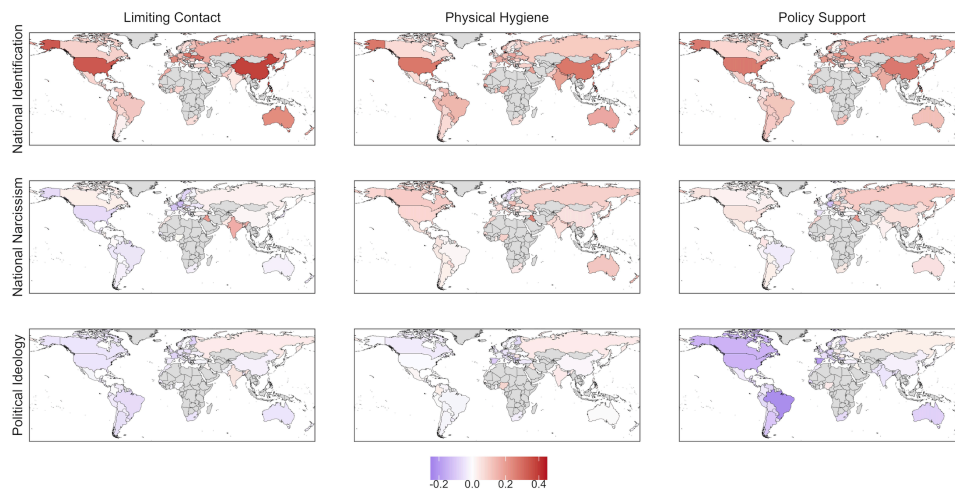 Limiting Contact Physical Hygiene Policy Support
National Identification
National Narcissism
Political Ideology
-0.2 0.0 0.2 0.4